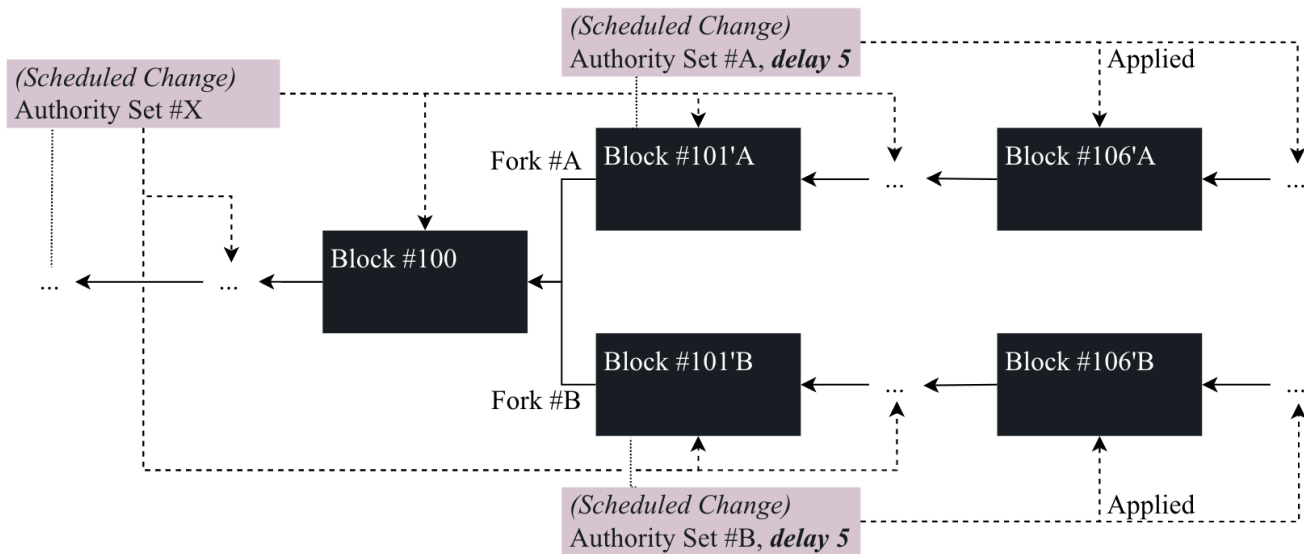 (Scheduled Change)
Authority Set #A, delay 5
(Scheduled Change)
Authority Set #X
Applied
Fork #A
Block #101'A
...
Block #106'A
...
...
...
Block #100
Fork #B
Block #101'B
...
Block #106'B
...
(Scheduled Change)
Authority Set #B, delay 5
Applied